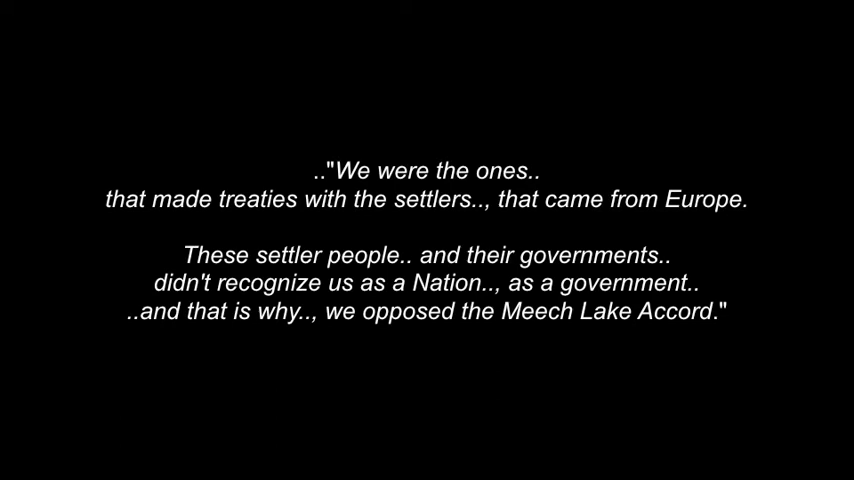 .."We were the ones..
that made treaties with the settlers.., that came from Europe.
These settler people.. and their governments..
didn't recognize us as a Nation.., as a government..
..and that is why.., we opposed the Meech Lake Accord."